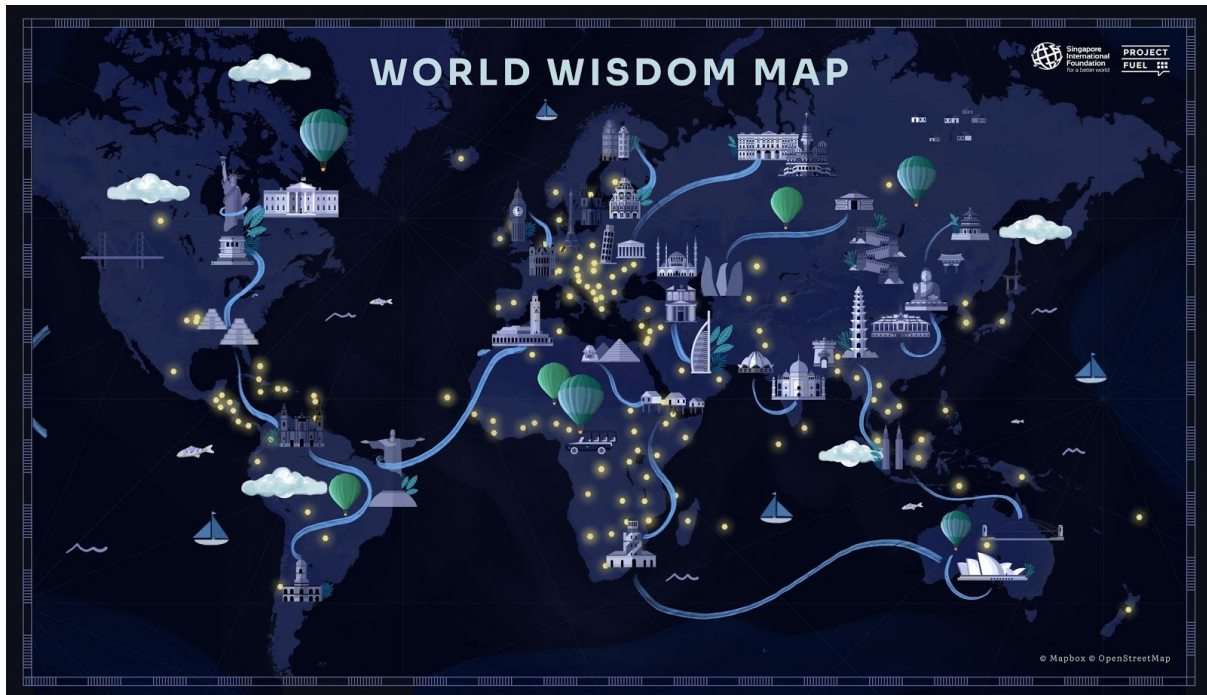 WORLD WISDOM MAP
Singapore
International
Foundation
for a better world
PROJECT
FUEL
© Mapbox © OpenStreetMap